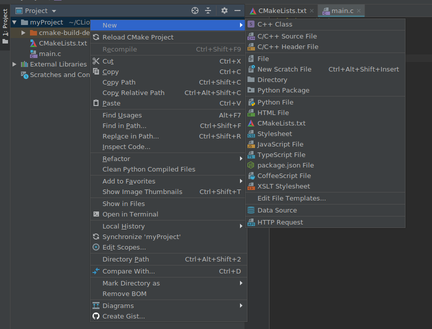 1: Project
Project
CMakeLists.txt
main.c
myProject ~/CLio
cmake-build-de
CMakeLists.txt
main.c
External Libraries
Scratches and Con
New
Reload CMake Project
Recompile Ctrl+Shift+F9
Cut Ctrl+X
Copy Ctrl+C
Copy Path Ctrl+Shift+C
Copy Relative Path Ctrl+Alt+Shift+C
Paste Ctrl+V
Find Usages Alt+F7
Find in Path... Ctrl+Shift+F
Replace in Path... Ctrl+Shift+R
Inspect Code...
Refactor
Clean Python Compiled Files
Add to Favorites
Show Image Thumbnails Ctrl+Shift+T
Show in Files
Open in Terminal
Local History
Synchronize 'myProject'
Edit Scopes...
Directory Path Ctrl+Alt+Shift+2
Compare With... Ctrl+D
Mark Directory as
Remove BOM
Diagrams
Create Gist...
C++ Class
C/C++ Source File
C/C++ Header File
File
New Scratch File Ctrl+Alt+Shift+Insert
Directory
Python Package
Python File
HTML File
CMakeLists.txt
Stylesheet
JavaScript File
TypeScript File
package.json File
CoffeeScript File
XSLT Stylesheet
Edit File Templates...
Data Source
HTTP Request